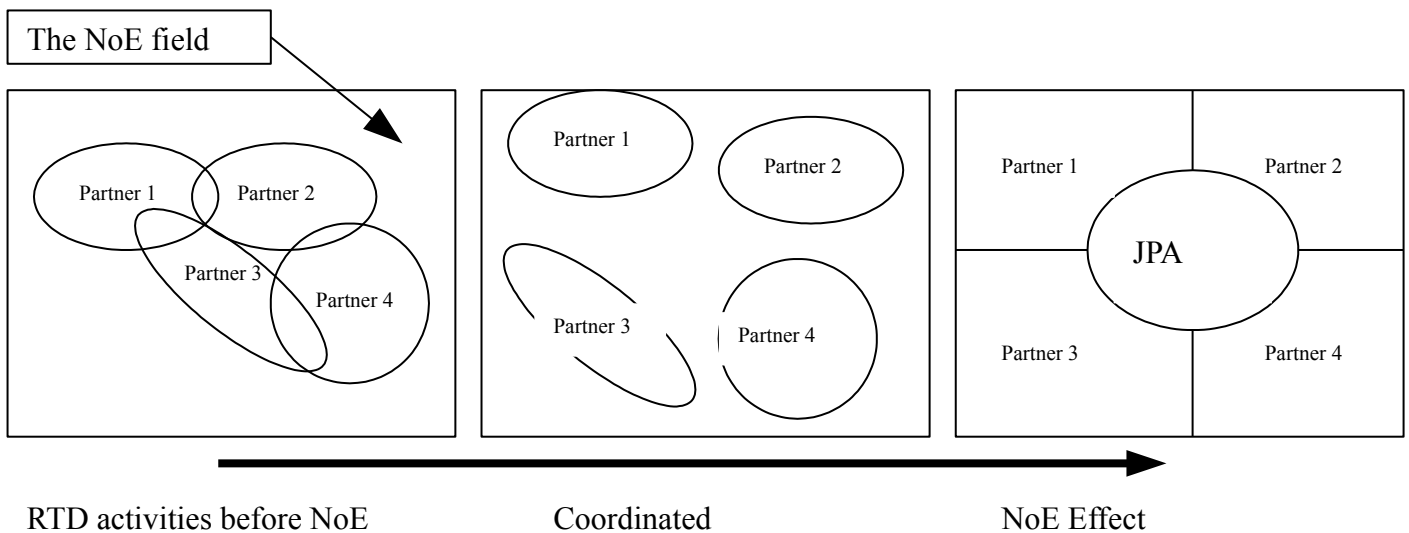 The NoE field
Partner 1
Partner 2
Partner 3
Partner 4
Partner 1
Partner 2
Partner 3
Partner 4
Partner 1
Partner 2
JPA
Partner 3
Partner 4
RTD activities before NoE
Coordinated
NoE Effect